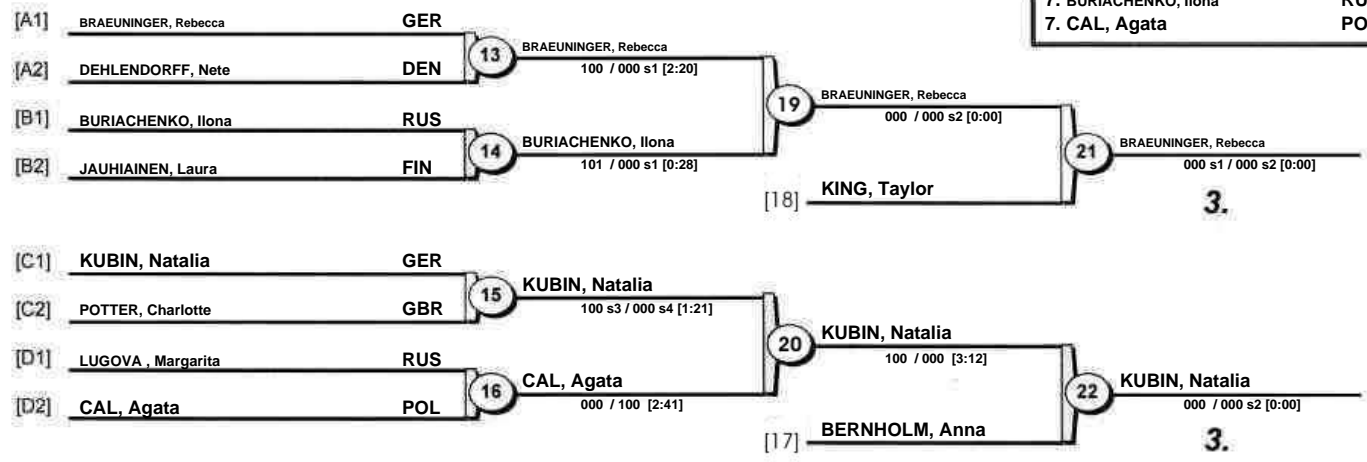 7. BURIACHENKO, Ilona
7. CAL, Agata PO
[A1] BRAEUNINGER, Rebecca GER
[A2] DEHLENDORFF, Nete DEN
13 BRAEUNINGER, Rebecca
100 / 000 s1 [2:20]
[B1] BURIACHENKO, Ilona RUS
[B2] JAUHIAINEN, Laura FIN
14 BURIACHENKO, Ilona
101 / 000 s1 [0:28]
19 BRAEUNINGER, Rebecca
000 / 000 s2 [0:00]
[18] KING, Taylor
21 BRAEUNINGER, Rebecca
000 s1 / 000 s2 [0:00]
3.
[C1] KUBIN, Natalia GER
[C2] POTTER, Charlotte GBR
15 KUBIN, Natalia
100 s3 / 000 s4 [1:21]
[D1] LUGOVA , Margarita RUS
[D2] CAL, Agata POL
16 CAL, Agata
000 / 100 [2:41]
20 KUBIN, Natalia
100 / 000 [3:12]
[17] BERNHOLM, Anna
22 KUBIN, Natalia
000 / 000 s2 [0:00]
3.